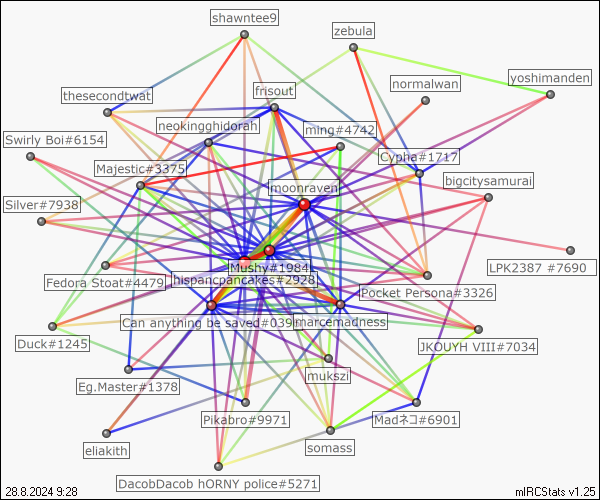 shawntee9
zebula
yoshimanden
normalwan
frisout
thesecondtwat
neokingghidorah
ming#4742
Swirly Boi#6154
Cypha#1717
Majestic#3375
bigcitysamurai
moonraven
Silver#7938
LPK2387 #7690
Mushy#1984
hispancpancakes#2928
Fedora Stoat#4479
Pocket Persona#3326
Can anything be saved#039
marcemadness
Duck#1245
JKOUYH VIII#7034
mukszi
Eg.Master#1378
Pikabro#9971
Madネコ#6901
eliakith
somass
DacobDacob hORNY police#5271
28.8.2024 9:28
mIRCStats v1.25